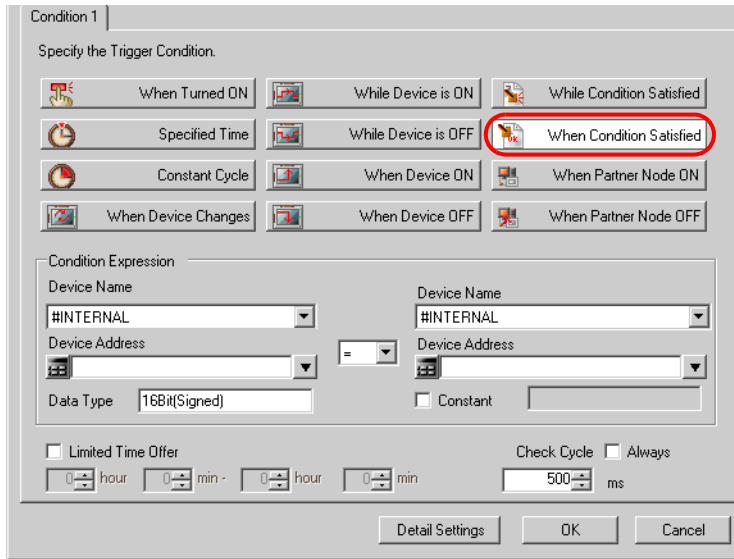 Condition 1
Specify the Trigger Condition.
When Turned ON
While Device is ON
While Condition Satisfied
Specified Time
While Device is OFF
OK
When Condition Satisfied
Constant Cycle
When Device ON
When Partner Node ON
When Device Changes
When Device OFF
When Partner Node OFF
Condition Expression
Device Name
Device Name
#INTERNAL
#INTERNAL
Device Address
=
Device Address
Data Type 16Bit(Signed)
Constant
Limited Time Offer
Check Cycle Always
0 hour 0 min - 0 hour 0 min
500 ms
Detail Settings OK Cancel